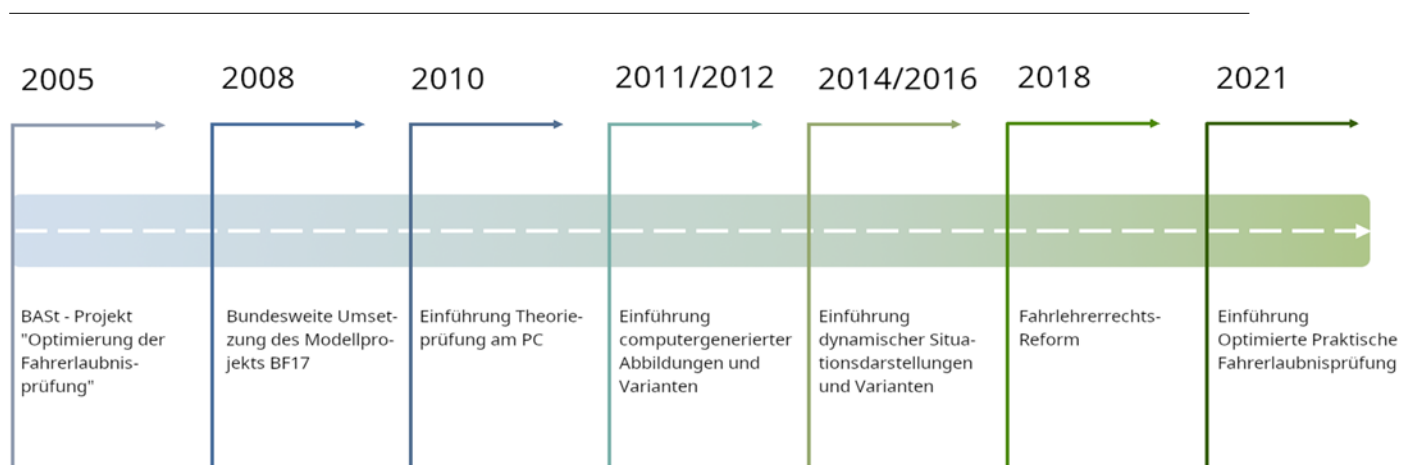 2005
BASt - Projekt
"Optimierung der
Fahrerlaubnis-
prüfung"
2008
Bundesweite Umset-
zung des Modellpro-
jekts BF17
2010
Einführung Theorie-
prüfung am PC
2011/2012
Einführung
computergenerierter
Abbildungen und
Varianten
2014/2016
Einführung
dynamischer Situa-
tionsdarstellungen
und Varianten
2018
Fahrlehrerrechts-
Reform
2021
Einführung
Optimierte Praktische
Fahrerlaubnisprüfung